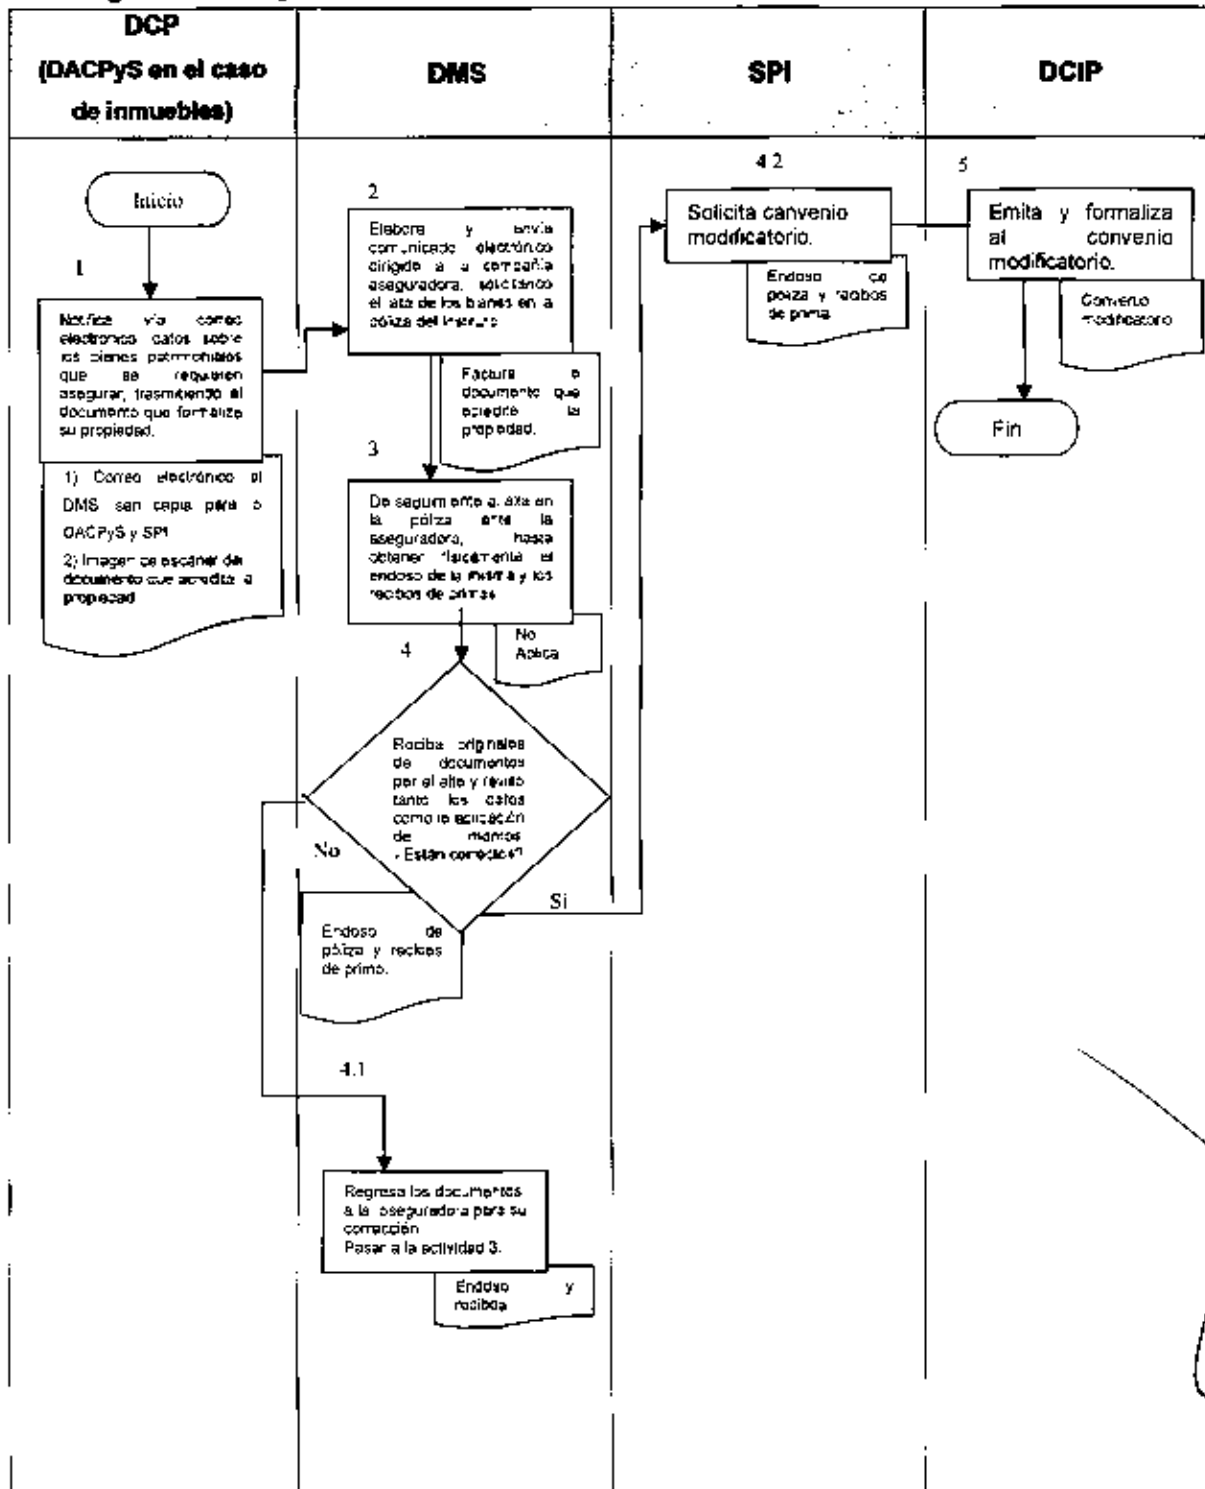 DCP
(DACPyS en el caso
de inmuebles)
DMS
SPI
DCIP
Inicio
1
Notifica vía correo
electrónico datos sobre
los bienes patrimoniales
que se requieren
asegurar, trasmitiendo el
documento que formaliza
su propiedad.
1) Correo electrónico al
DMS con copia para
DACPyS y SPI
2) Imagen de escáner del
documento que acredita la
propiedad
2
Elabora y envía
comunicado electrónico
dirigido a la compañía
aseguradora, solicitando
el alta de los bienes en la
póliza del Instituto
Factura o
documento que
acredite la
propiedad.
3
Da seguimiento al alta en
la póliza ante la
aseguradora, hasta
obtener físicamente el
endoso de la misma y los
recibos de primas
No
Aplica
4
Reciba originales
de documentos
por el alta y revisa
tanto los datos
como la aplicación
de montos
¿Están correctos?
No
Si
Endoso de
póliza y recibos
de prima.
4.1
Regresa los documentos
a la aseguradora para su
corrección
Pasar a la actividad 3.
Endoso y
recibos
4.2
Solicita convenio
modificatorio.
Endoso de
póliza y recibos
de prima
5
Emita y formaliza
al convenio
modificatorio.
Convenio
modificatorio
Fin